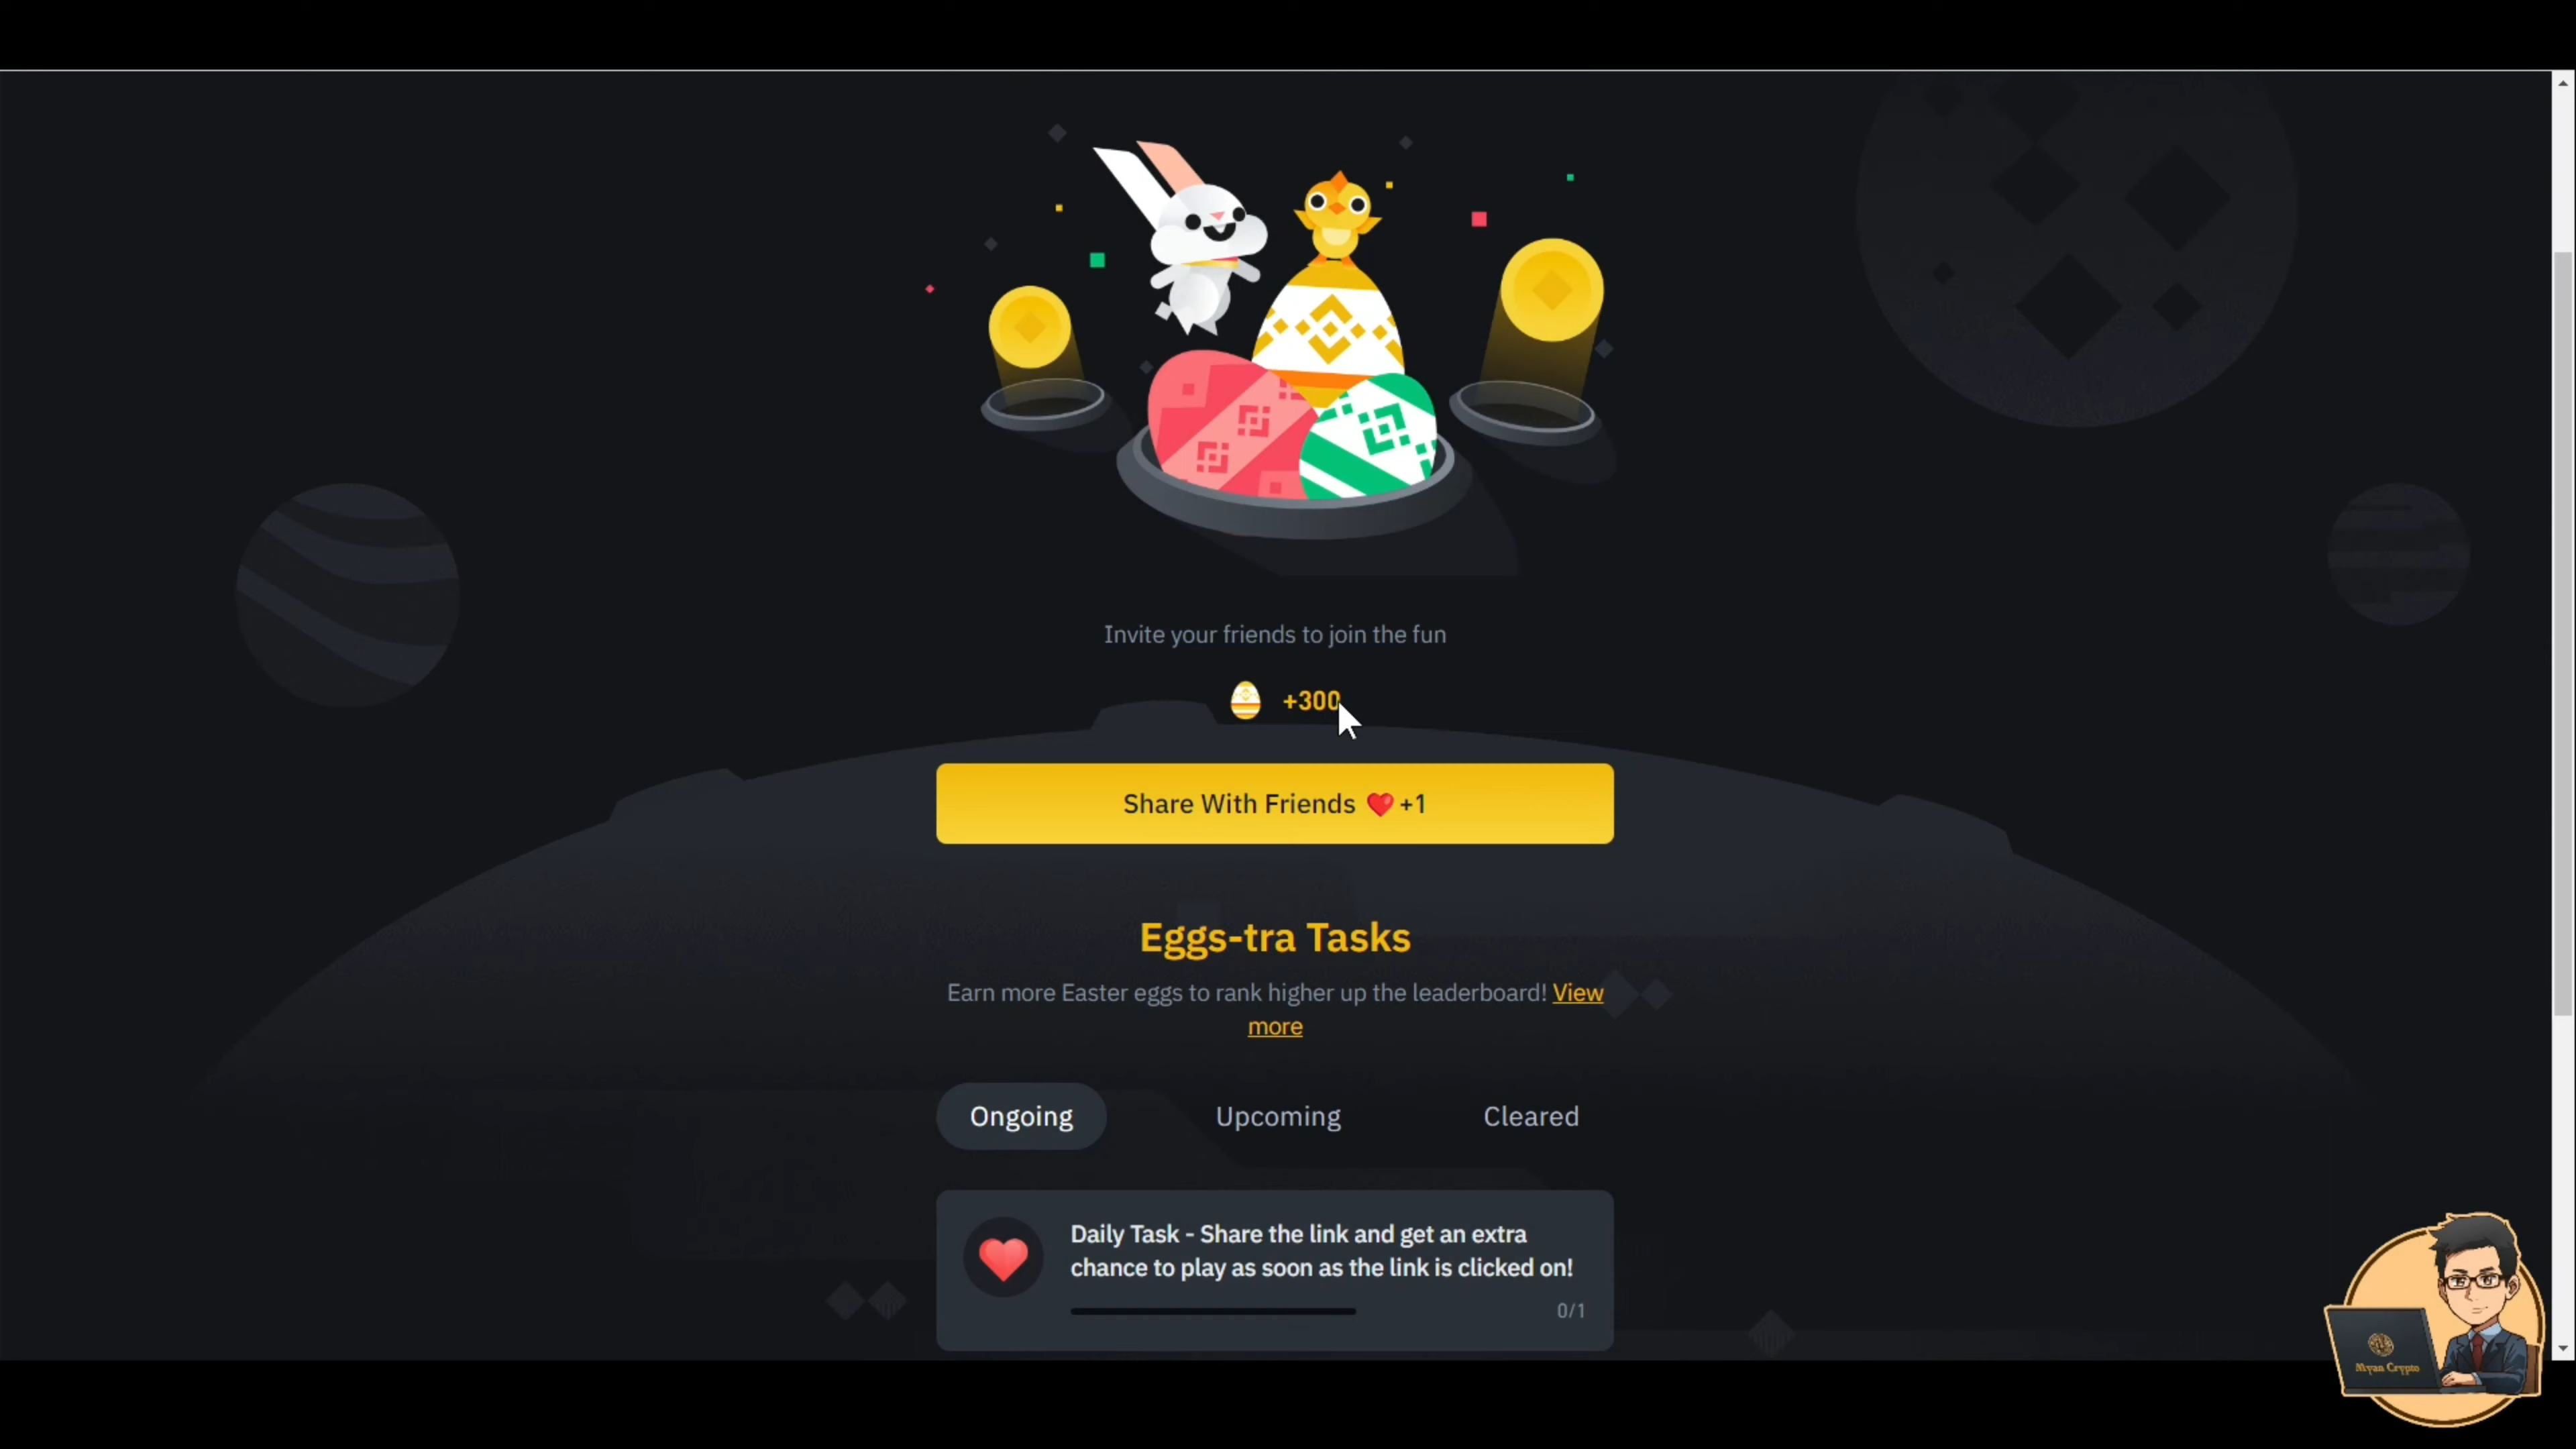 Invite your friends to join the fun
+300
Share With Friends ❤️ +1
Eggs-tra Tasks
Earn more Easter eggs to rank higher up the leaderboard! View
more
Ongoing
Upcoming
Cleared
Daily Task - Share the link and get an extra
chance to play as soon as the link is clicked on!
0/1
Myan Crypto